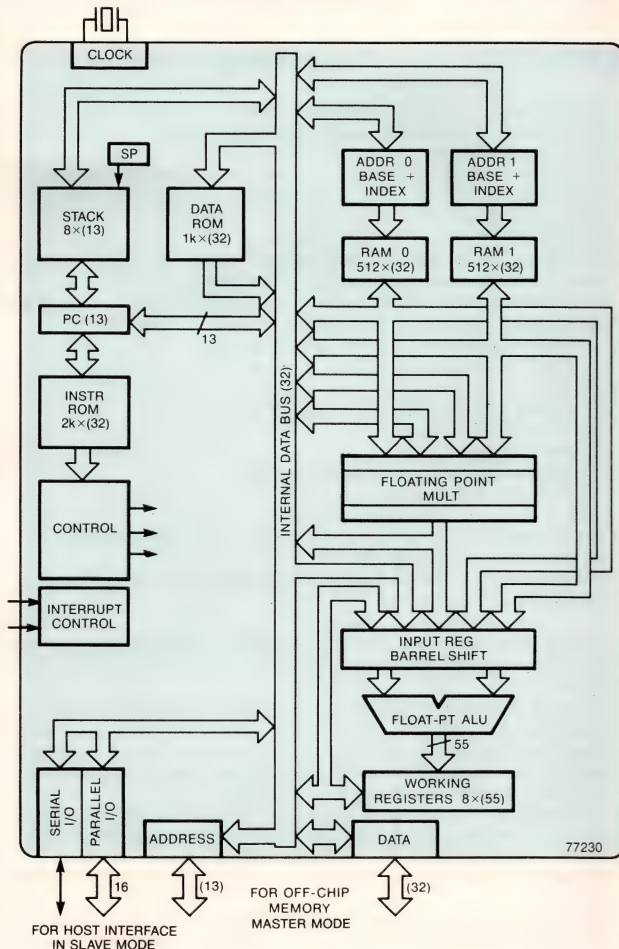 CLOCK
SP
STACK
8×(13)
DATA
ROM
1k×(32)
ADDR 0
BASE +
INDEX
ADDR 1
BASE +
INDEX
RAM 0
512×(32)
RAM 1
512×(32)
PC (13)
13
INSTR
ROM
2k×(32)
INTERNAL DATA BUS (32)
FLOATING POINT
MULT
CONTROL
INTERRUPT
CONTROL
INPUT REG
BARREL SHIFT
FLOAT-PT ALU
55
WORKING
REGISTERS 8×(55)
SERIAL
I/O
PARALLEL
I/O
ADDRESS
DATA
77230
16
(13)
FOR OFF-CHIP
MEMORY
MASTER MODE
(32)
FOR HOST INTERFACE
IN SLAVE MODE